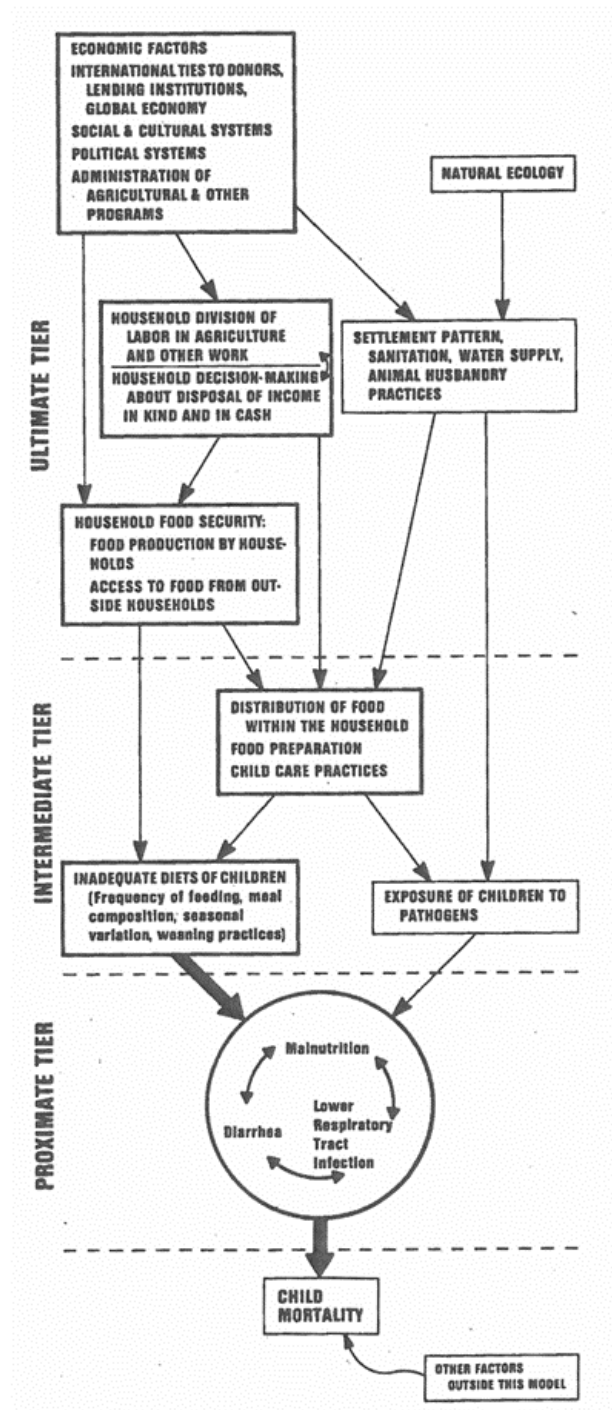 ECONOMIC FACTORS
INTERNATIONAL TIES TO DONORS,
LENDING INSTITUTIONS,
GLOBAL ECONOMY
SOCIAL & CULTURAL SYSTEMS
POLITICAL SYSTEMS
ADMINISTRATION OF
AGRICULTURAL & OTHER
PROGRAMS
NATURAL ECOLOGY
ULTIMATE TIER
HOUSEHOLD DIVISION OF
LABOR IN AGRICULTURE
AND OTHER WORK
HOUSEHOLD DECISION-MAKING
ABOUT DISPOSAL OF INCOME
IN KIND AND IN CASH
SETTLEMENT PATTERN,
SANITATION, WATER SUPPLY,
ANIMAL HUSBANDRY
PRACTICES
HOUSEHOLD FOOD SECURITY:
FOOD PRODUCTION BY HOUSE-
HOLDS
ACCESS TO FOOD FROM OUT-
SIDE HOUSEHOLDS
INTERMEDIATE TIER
DISTRIBUTION OF FOOD
WITHIN THE HOUSEHOLD
FOOD PREPARATION
CHILD CARE PRACTICES
INADEQUATE DIETS OF CHILDREN
(Frequency of feeding, meal
composition, seasonal
variation, weaning practices)
EXPOSURE OF CHILDREN TO
PATHOGENS
PROXIMATE TIER
Malnutrition
Diarrhea
Lower
Respiratory
Tract
Infection
CHILD
MORTALITY
OTHER FACTORS
OUTSIDE THIS MODEL